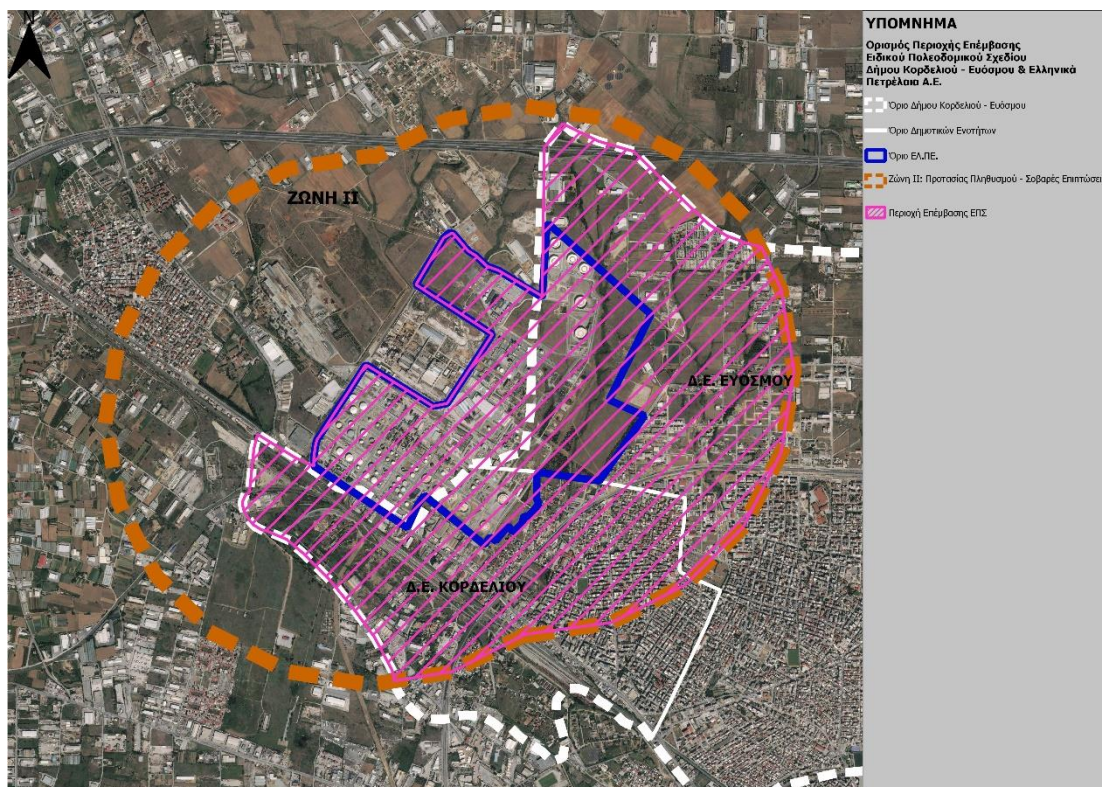 N
ΥΠΟΜΝΗΜΑ
Ορισμός Περιοχής Επέμβασης
Ειδικού Πολεοδομικού Σχεδίου
Δήμου Κορδελιού - Ευόσμου & Ελληνικά
Πετρέλαια Α.Ε.
Όριο Δήμου Κορδελιού - Ευόσμου
Όριο Δημοτικών Ενοτήτων
Όριο ΕΛ.ΠΕ.
Ζώνη ΙΙ: Προτασίας Πληθυσμού - Σοβαρές Επιπτώσει
Περιοχή Επέμβασης ΕΠΣ
ΖΩΝΗ ΙΙ
Δ.Ε. ΕΥΟΣΜΟΥ
Δ.Ε. ΚΟΡΔΕΛΙΟΥ